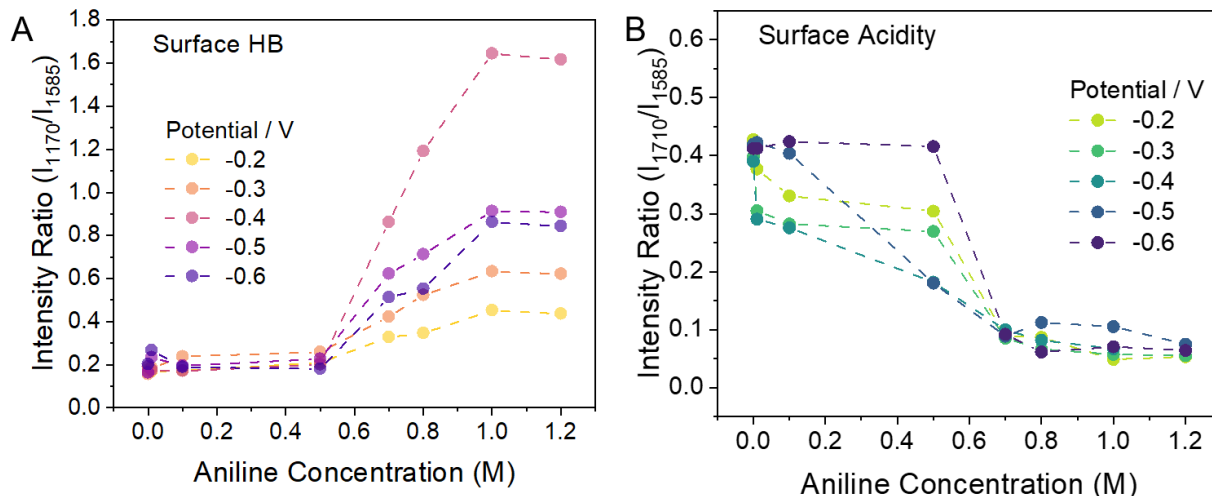 A
Surface HB
Intensity Ratio (I1170/I1585)
1.8
1.6
1.4
1.2
1.0
0.8
0.6
0.4
0.2
0.0
Potential / V
-0.2
-0.3
-0.4
-0.5
-0.6
0.0 0.2 0.4 0.6 0.8 1.0 1.2
Aniline Concentration (M)
B
Surface Acidity
Intensity Ratio (I1710/I1585)
0.6
0.5
0.4
0.3
0.2
0.1
0.0
Potential / V
-0.2
-0.3
-0.4
-0.5
-0.6
0.0 0.2 0.4 0.6 0.8 1.0 1.2
Aniline Concentration (M)